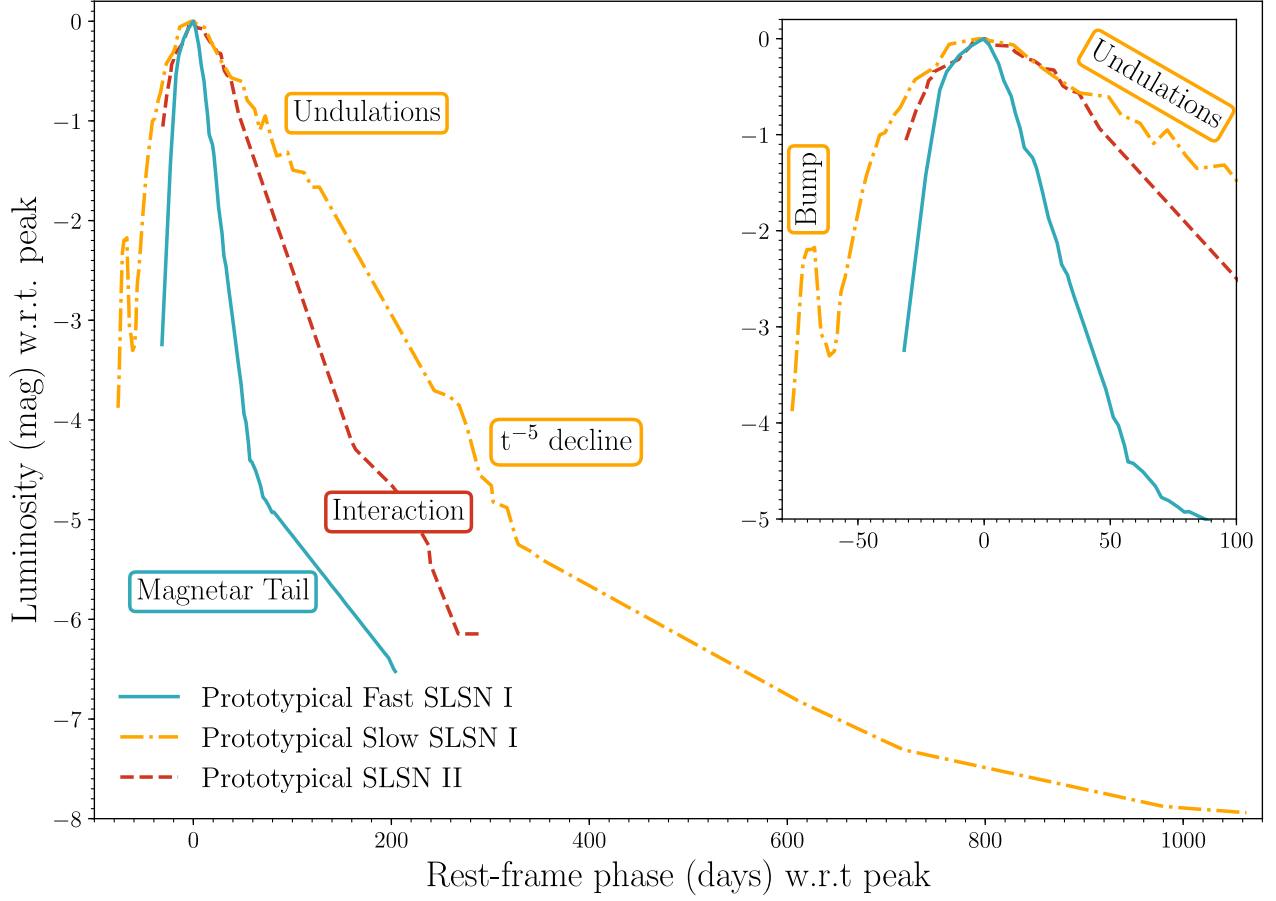 0
−1
−2
−3
−4
−5
−6
−7
−8
0
200
400
600
800
1000
Luminosity (mag) w.r.t. peak
Rest-frame phase (days) w.r.t peak
Undulations
t⁻⁵ decline
Interaction
Magnetar Tail
Prototypical Fast SLSN I
Prototypical Slow SLSN I
Prototypical SLSN II
0
−1
−2
−3
−4
−5
−50
0
50
100
Bump
Undulations